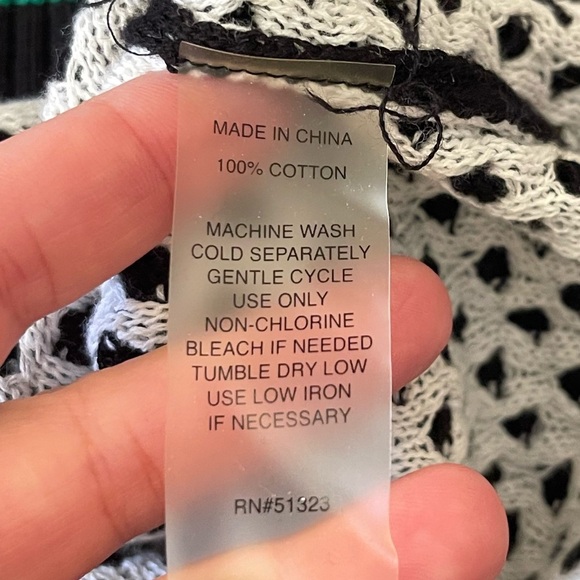 MADE IN CHINA
100% COTTON
MACHINE WASH
COLD SEPARATELY
GENTLE CYCLE
USE ONLY
NON-CHLORINE
BLEACH IF NEEDED
TUMBLE DRY LOW
USE LOW IRON
IF NECESSARY
RN#51323